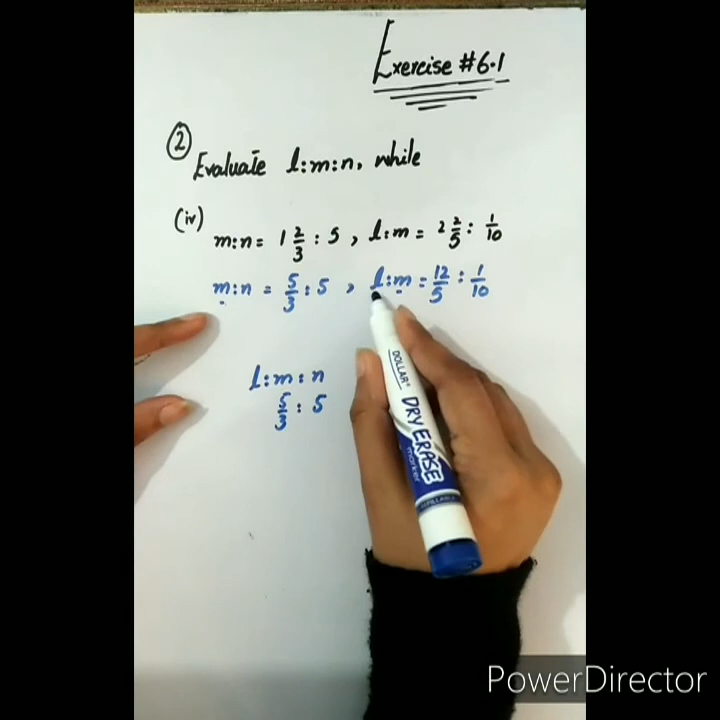 Exercise #6.1
② Evaluate l:m:n, while
(iv) m:n = 1 2/3 : 5, l:m = 2 2/5 : 1/10
m:n = 5/3 : 5, l:m = 12/5 : 1/10
l:m:n
5/3 : 5
DOLLAR®
DRY ERASE
marker
PowerDirector